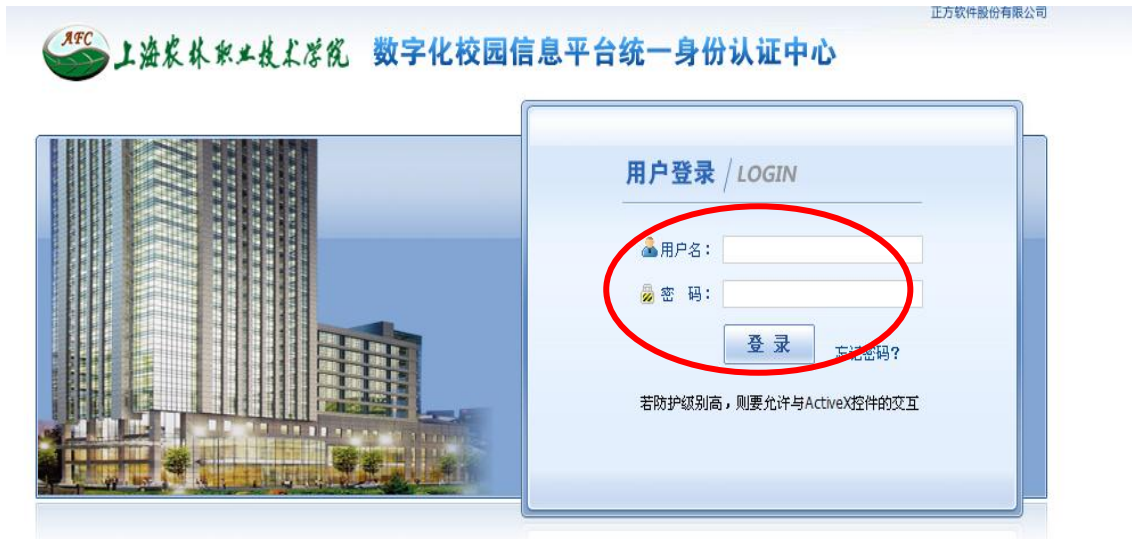 正方软件股份有限公司
AFC 上海农林职业技术学院 数字化校园信息平台统一身份认证中心
用户登录 / LOGIN
用户名：
密 码：
登 录 忘记密码?
若防护级别高，则要允许与ActiveX控件的交互